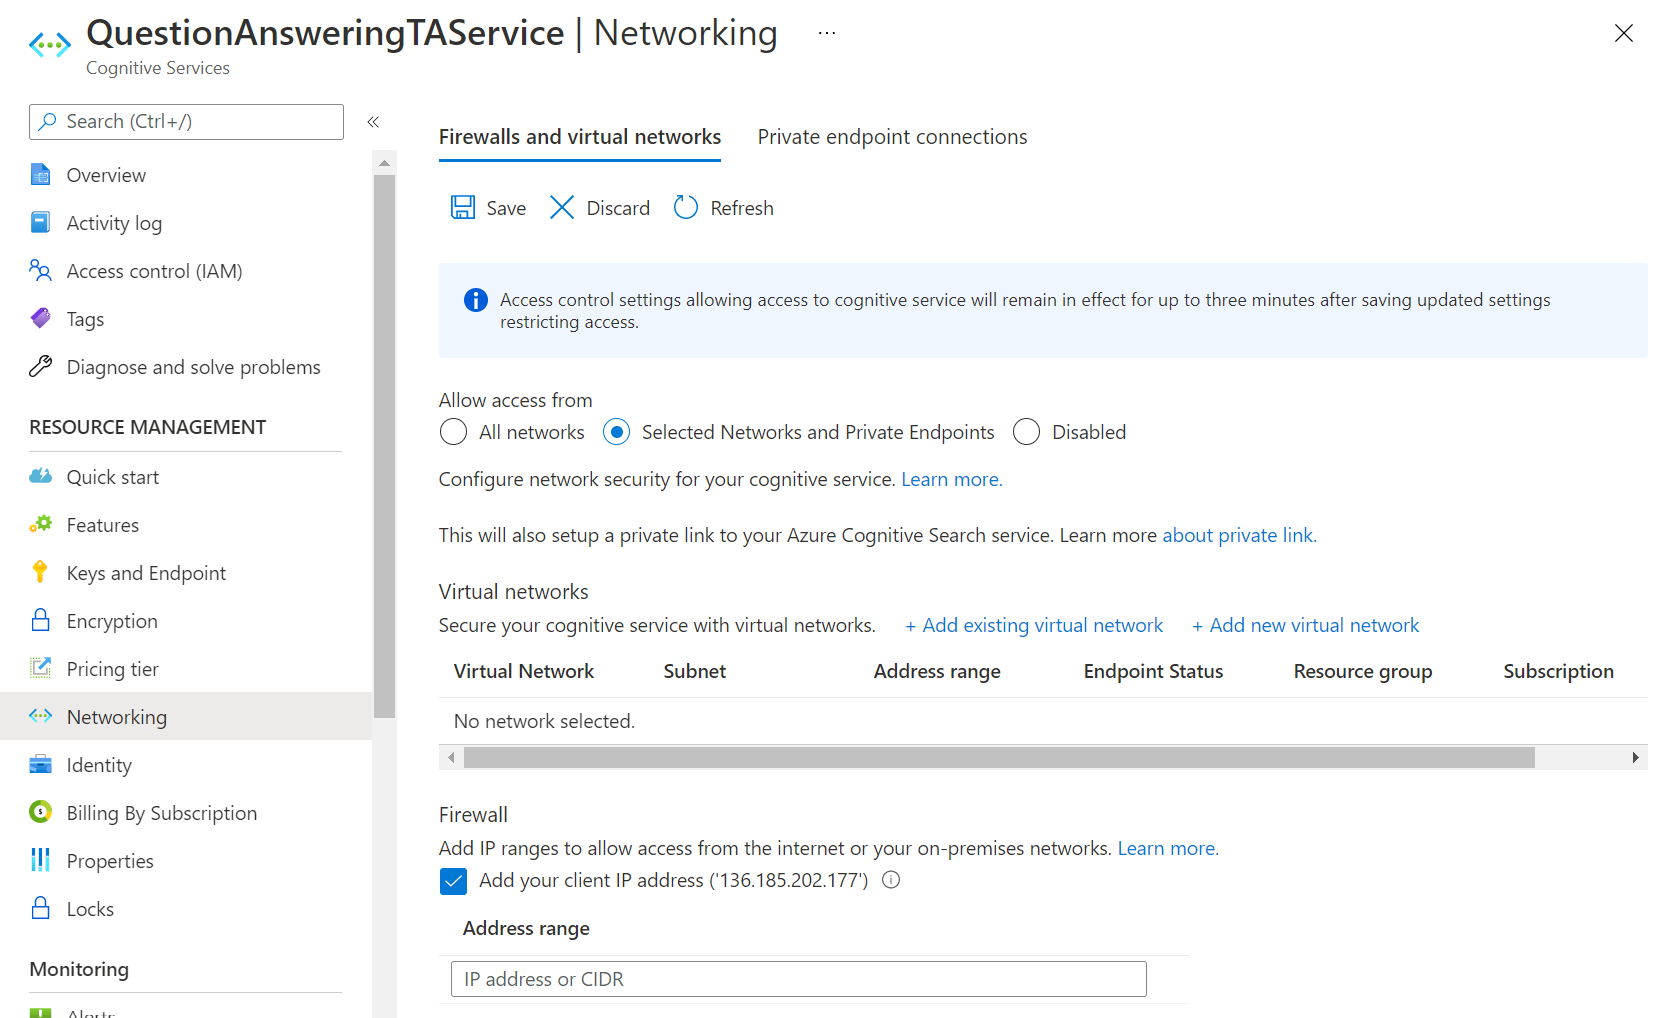 QuestionAnsweringTAService | Networking ...
Cognitive Services
Search (Ctrl+/)
«
Overview
Activity log
Access control (IAM)
Tags
Diagnose and solve problems
RESOURCE MANAGEMENT
Quick start
Features
Keys and Endpoint
Encryption
Pricing tier
Networking
Identity
Billing By Subscription
Properties
Locks
Monitoring
Alerts
Firewalls and virtual networks
Private endpoint connections
Save
Discard
Refresh
Access control settings allowing access to cognitive service will remain in effect for up to three minutes after saving updated settings
restricting access.
Allow access from
All networks
Selected Networks and Private Endpoints
Disabled
Configure network security for your cognitive service. Learn more.
This will also setup a private link to your Azure Cognitive Search service. Learn more about private link.
Virtual networks
Secure your cognitive service with virtual networks. + Add existing virtual network + Add new virtual network
Virtual Network Subnet Address range Endpoint Status Resource group Subscription
No network selected.
Firewall
Add IP ranges to allow access from the internet or your on-premises networks. Learn more.
Add your client IP address ('136.185.202.177')
Address range
IP address or CIDR